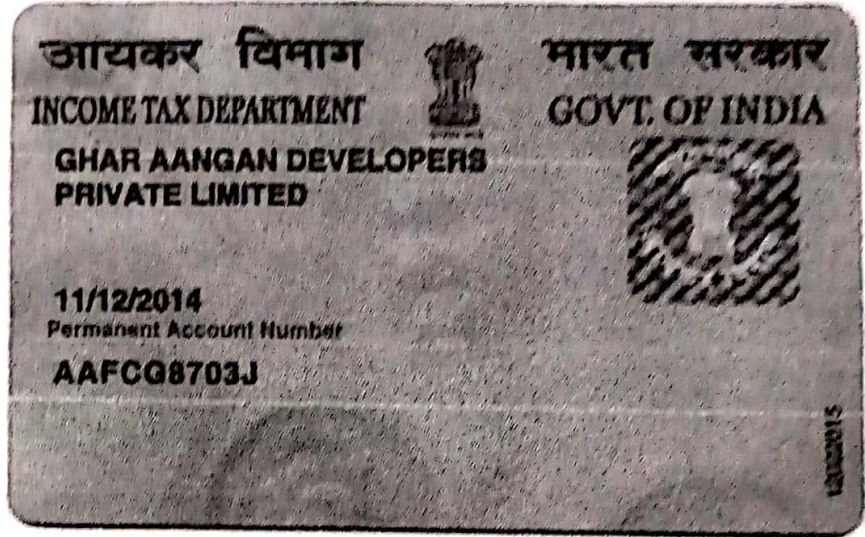 आयकर विभाग
भारत सरकार
INCOME TAX DEPARTMENT
GOVT. OF INDIA
GHAR AANGAN DEVELOPERS
PRIVATE LIMITED
11/12/2014
Permanent Account Number
AAFCG8703J